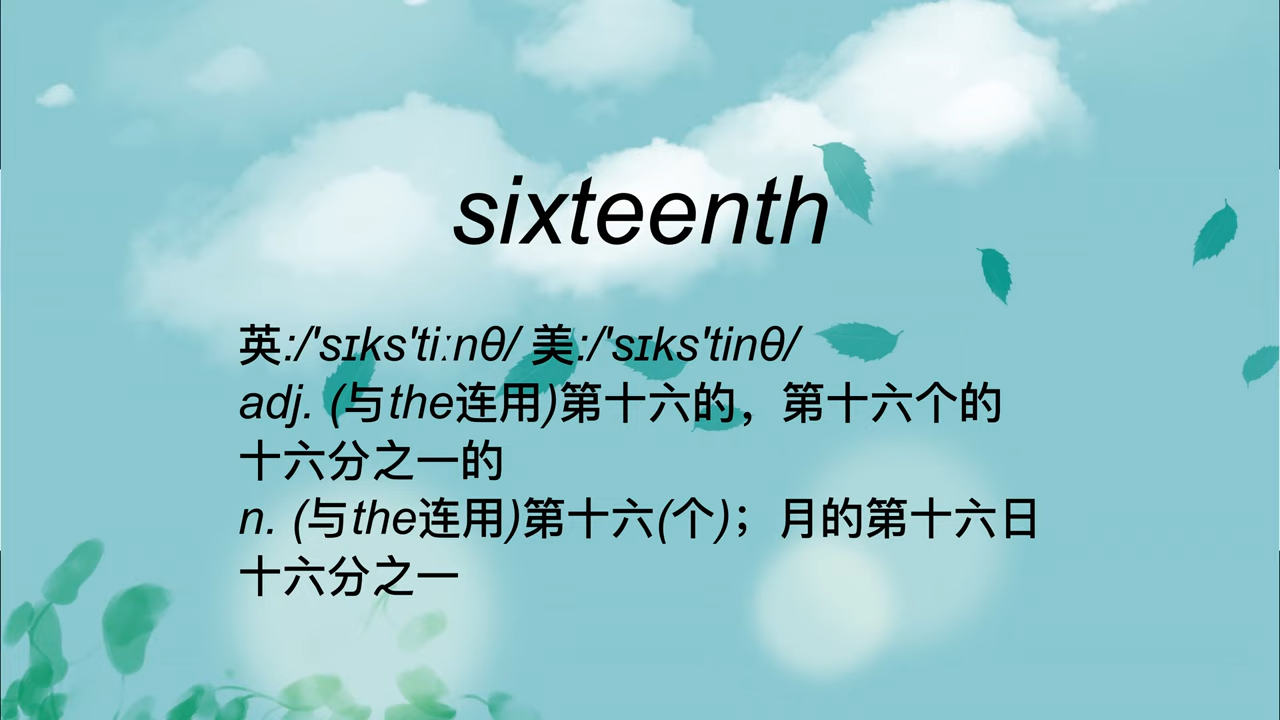 sixteenth
英:/'sɪks'tiːnθ/ 美:/'sɪks'tinθ/
adj. (与the连用)第十六的，第十六个的
十六分之一的
n. (与the连用)第十六(个)；月的第十六日
十六分之一